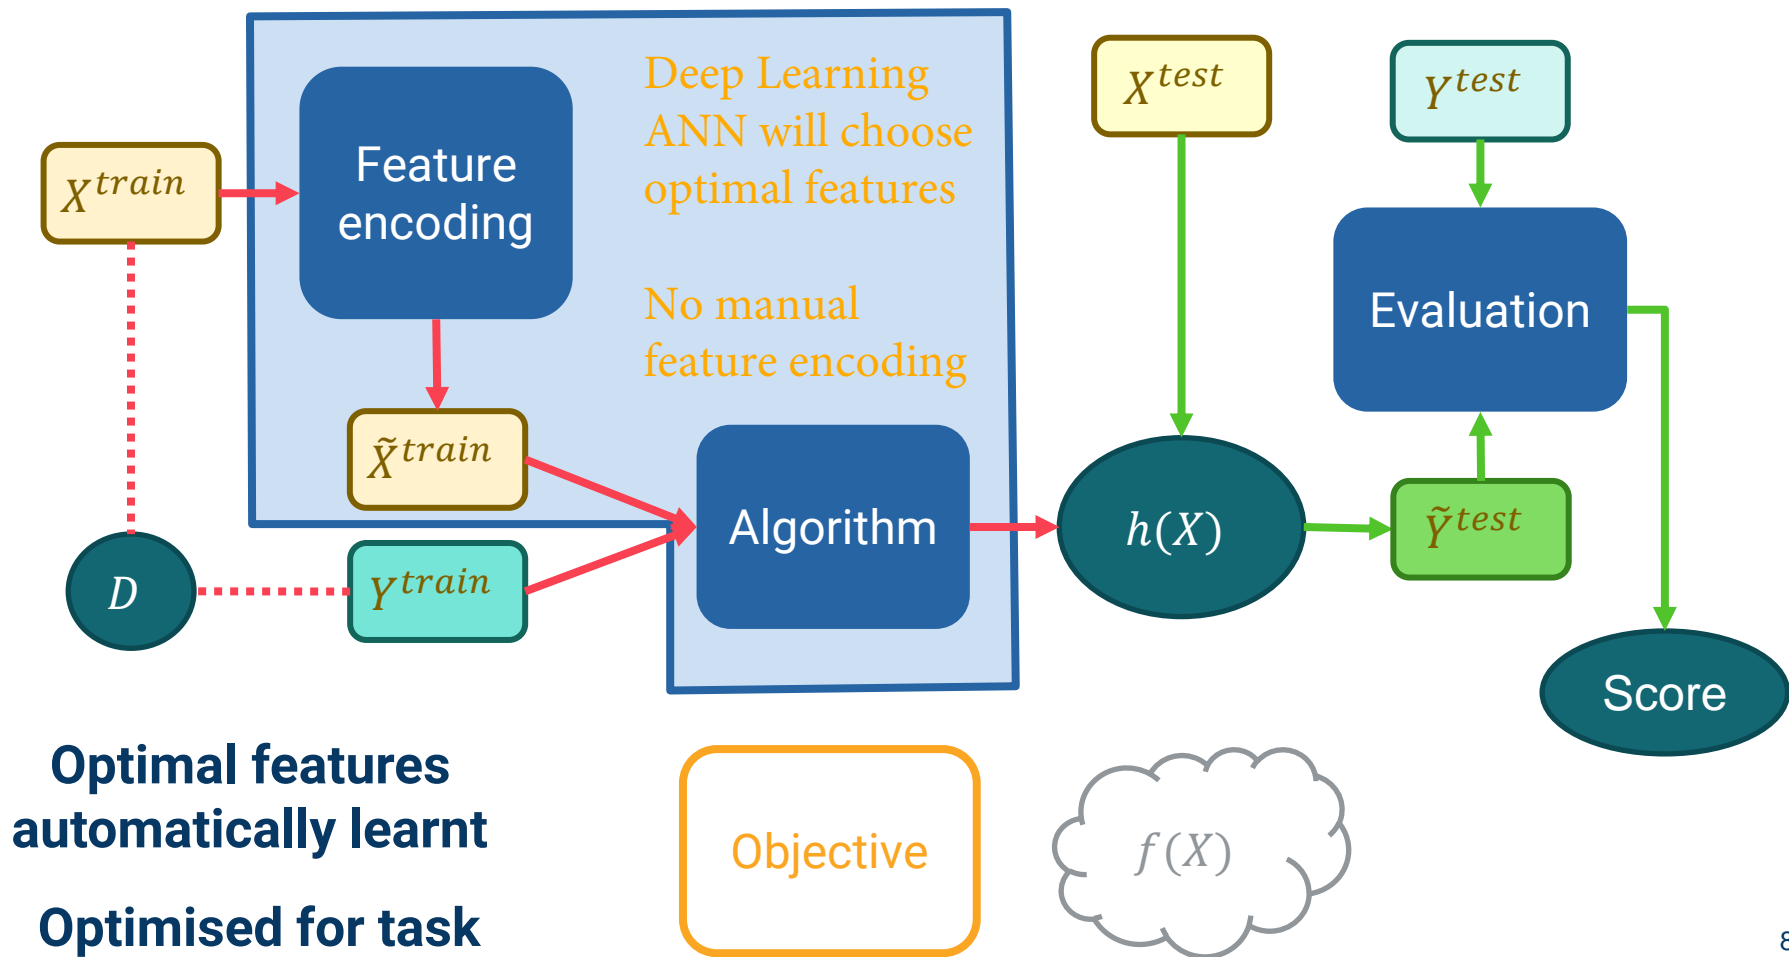 Deep Learning
ANN will choose
optimal features
No manual
feature encoding
X^train
Feature
encoding
X̃^train
D
Y^train
Algorithm
X^test
h(X)
Y^test
Evaluation
Ỹ^test
Score
Optimal features
automatically learnt
Optimised for task
Objective
f(X)
8